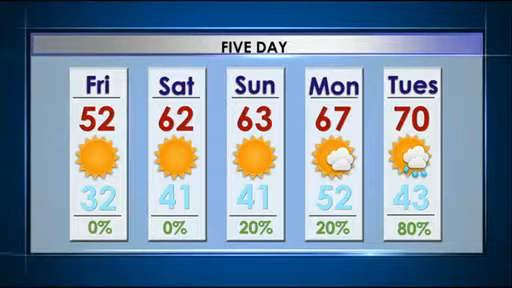 FIVE DAY
Fri Sat Sun Mon Tues
52 62 63 67 70
32 41 41 52 43
0% 0% 20% 20% 80%